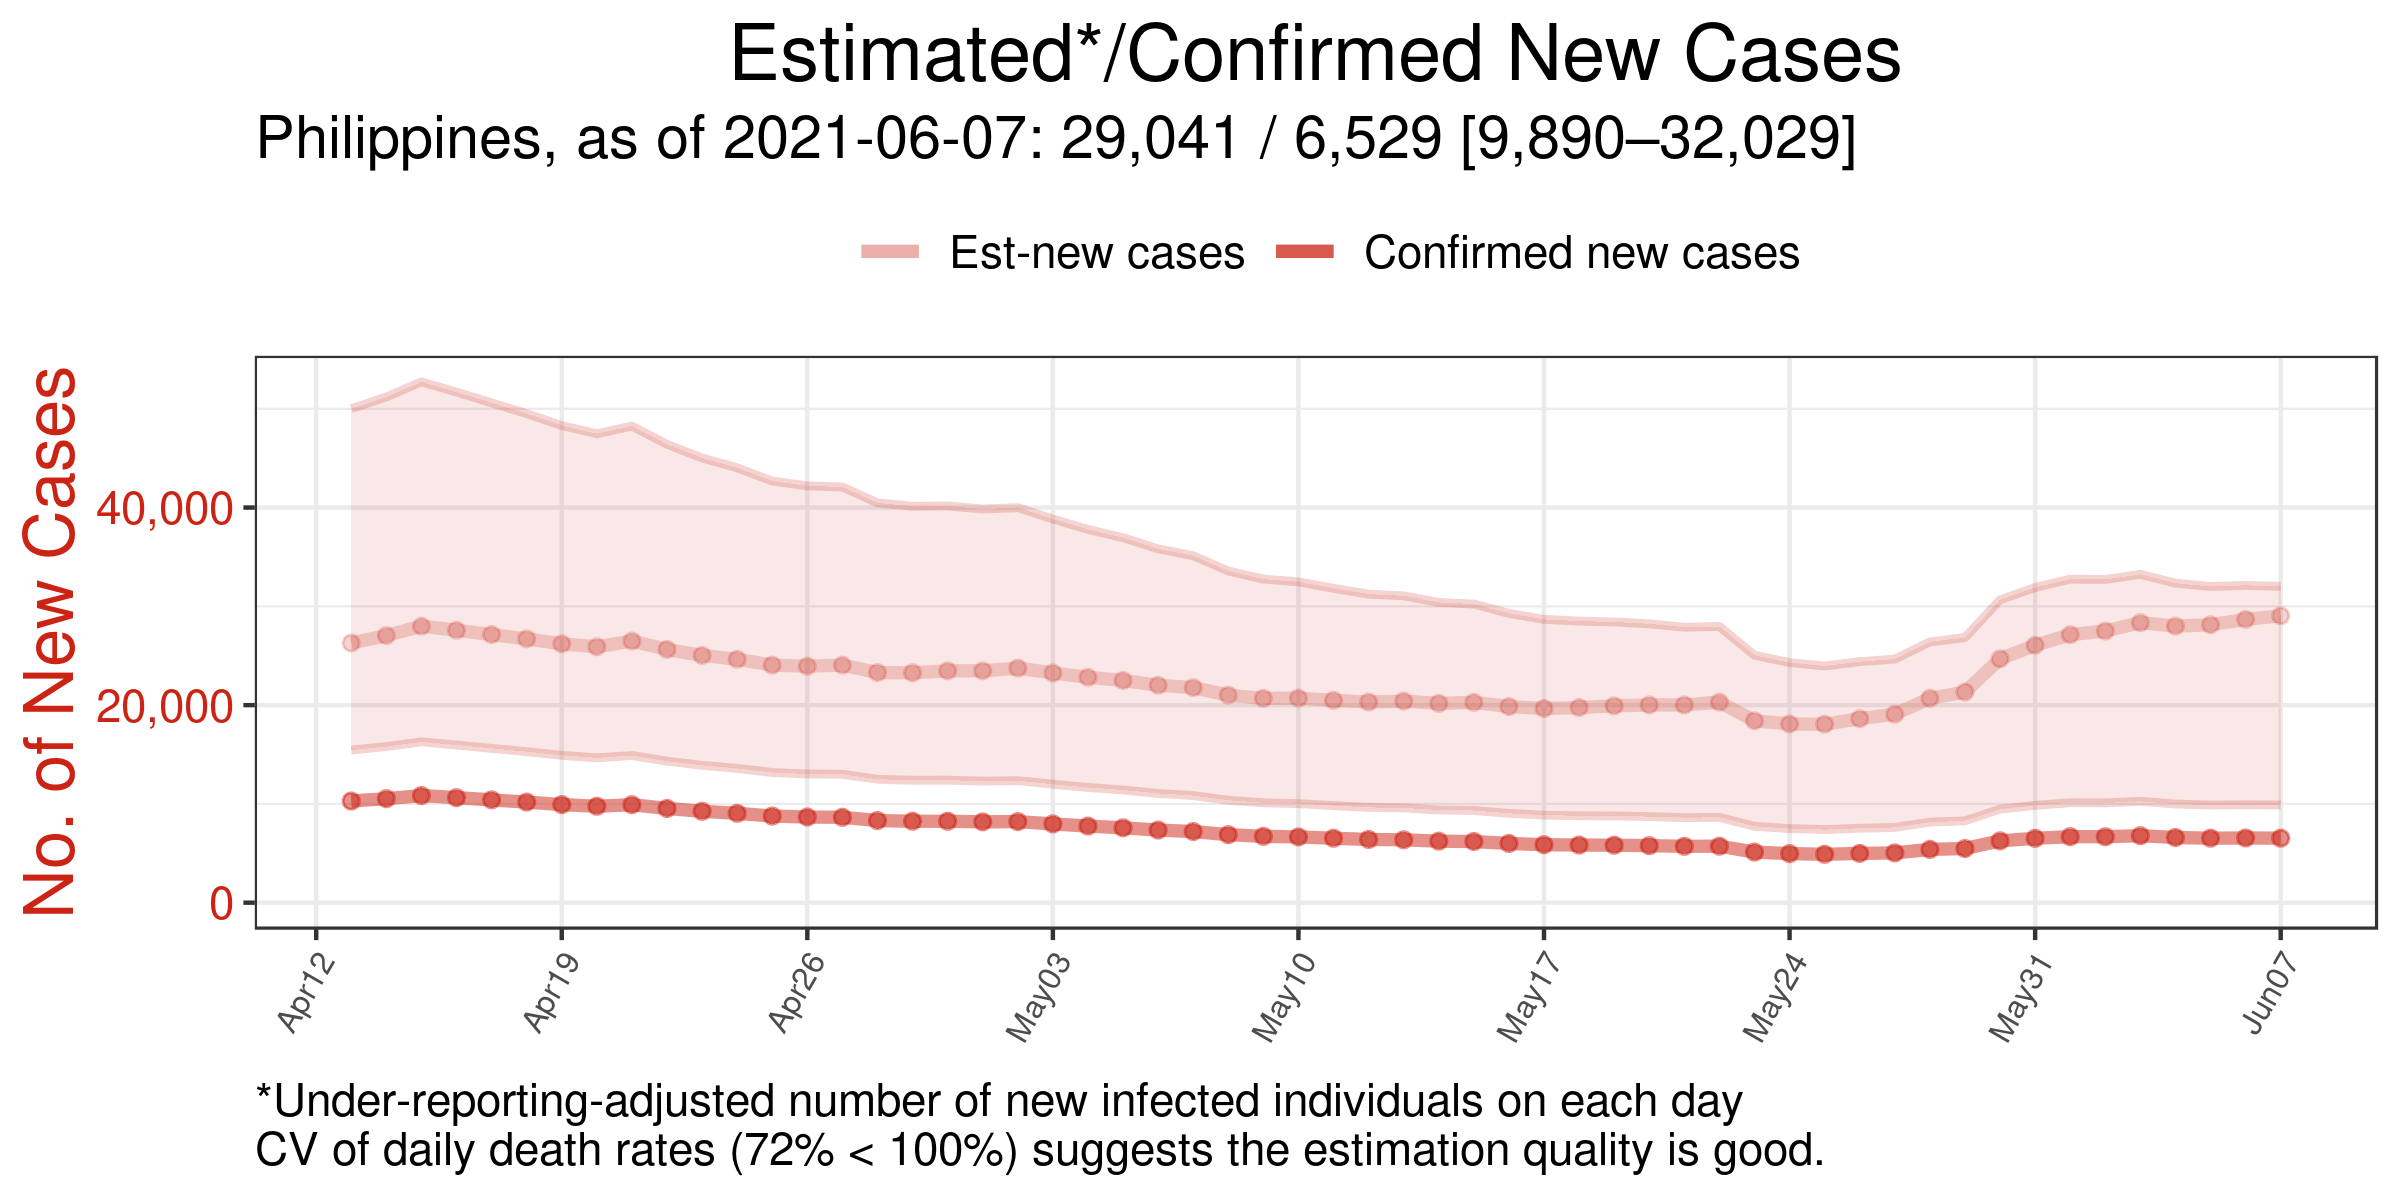 Estimated*/Confirmed New Cases
Philippines, as of 2021-06-07: 29,041 / 6,529 [9,890–32,029]
Est-new cases Confirmed new cases
No. of New Cases
40,000
20,000
0
Apr12 Apr19 Apr26 May03 May10 May17 May24 May31 Jun07
*Under-reporting-adjusted number of new infected individuals on each day
CV of daily death rates (72% < 100%) suggests the estimation quality is good.